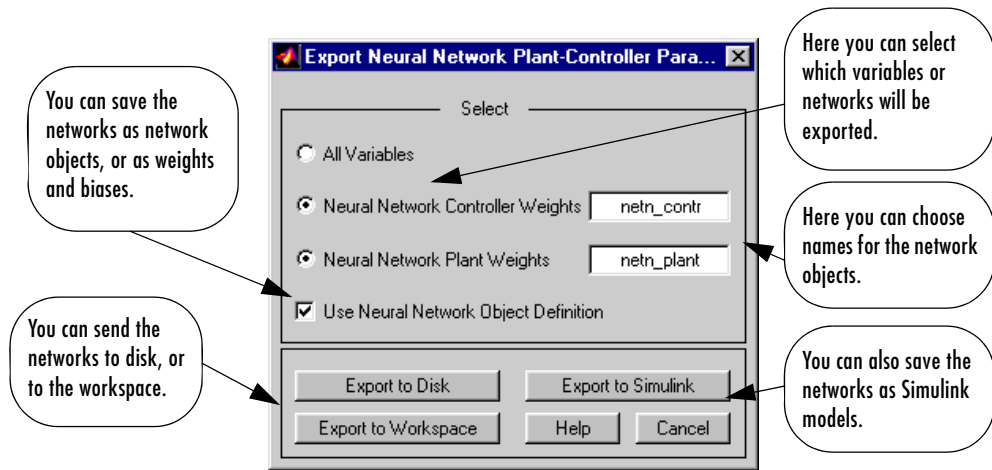 Export Neural Network Plant-Controller Para...
Select
All Variables
Neural Network Controller Weights
netn_contr
Neural Network Plant Weights
netn_plant
Use Neural Network Object Definition
Export to Disk
Export to Simulink
Export to Workspace
Help
Cancel
You can save the
networks as network
objects, or as weights
and biases.
You can send the
networks to disk, or
to the workspace.
Here you can select
which variables or
networks will be
exported.
Here you can choose
names for the network
objects.
You can also save the
networks as Simulink
models.